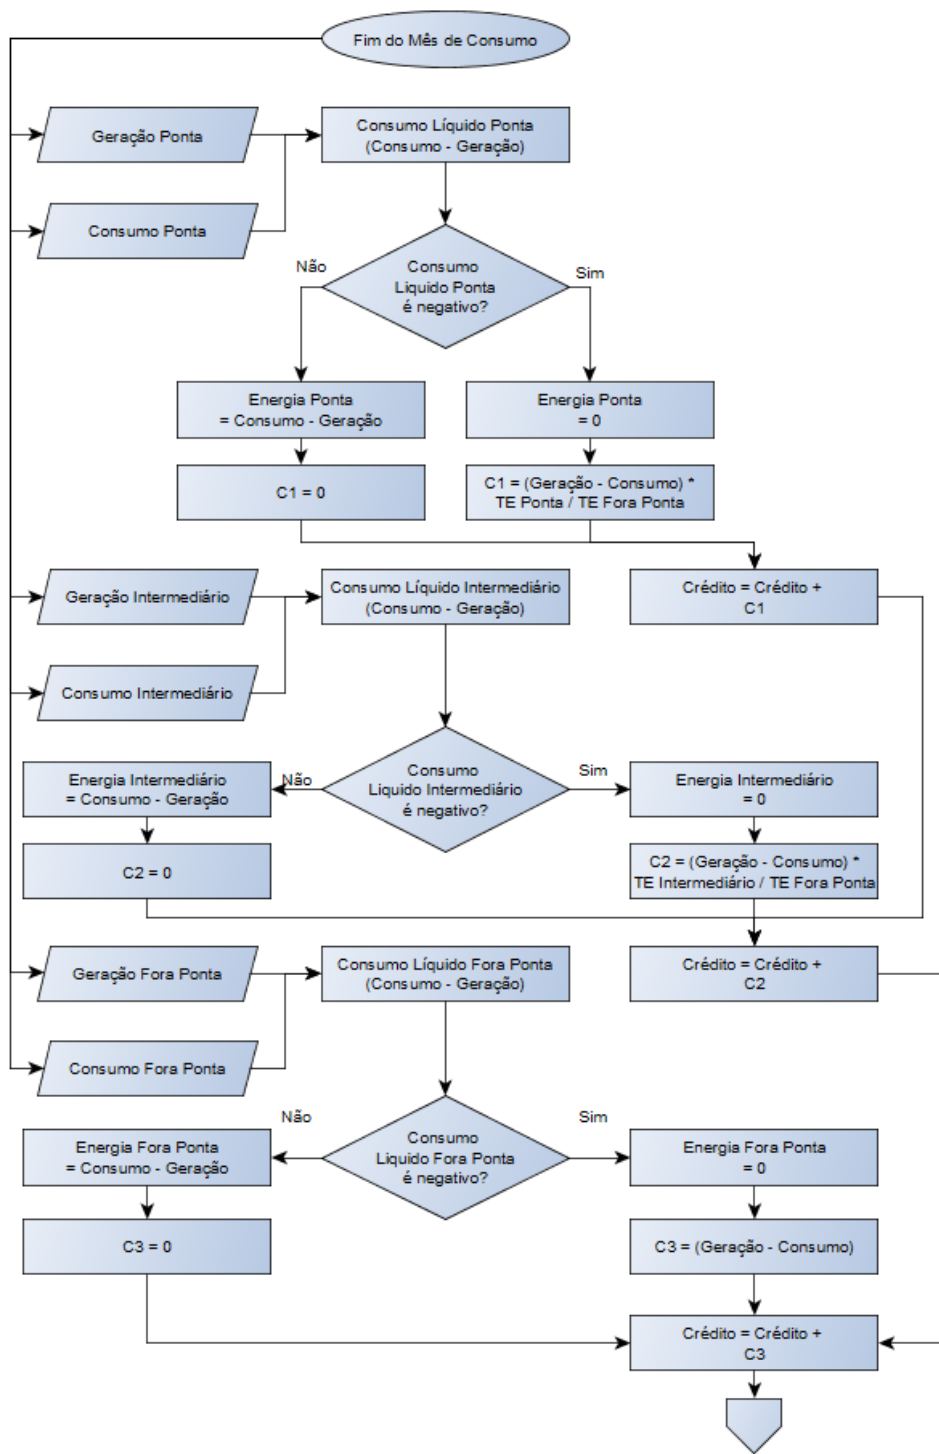 Fim do Mês de Consumo
Geração Ponta
Consumo Líquido Ponta
(Consumo - Geração)
Consumo Ponta
Não
Consumo
Liquido Ponta
é negativo?
Sim
Energia Ponta
= Consumo - Geração
Energia Ponta
= 0
C1 = 0
C1 = (Geração - Consumo) *
TE Ponta / TE Fora Ponta
Geração Intermediário
Consumo Líquido Intermediário
(Consumo - Geração)
Crédito = Crédito +
C1
Consumo Intermediário
Energia Intermediário
= Consumo - Geração
Não
Consumo
Liquido Intermediário
é negativo?
Sim
Energia Intermediário
= 0
C2 = 0
C2 = (Geração - Consumo) *
TE Intermediário / TE Fora Ponta
Geração Fora Ponta
Consumo Líquido Fora Ponta
(Consumo - Geração)
Crédito = Crédito +
C2
Consumo Fora Ponta
Não
Consumo
Liquido Fora Ponta
é negativo?
Sim
Energia Fora Ponta
= Consumo - Geração
Energia Fora Ponta
= 0
C3 = 0
C3 = (Geração - Consumo)
Crédito = Crédito +
C3